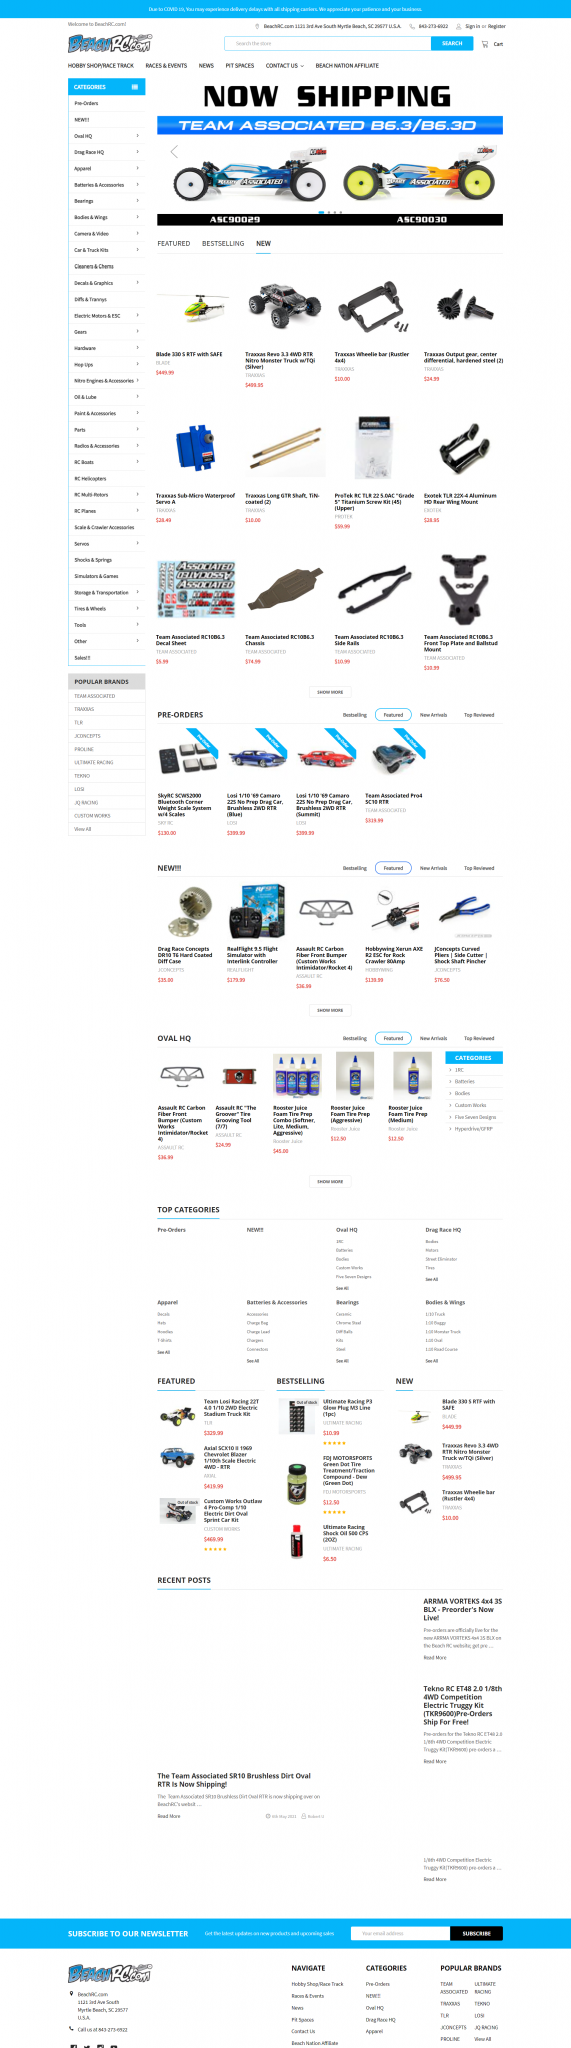 Due to COVID-19, You may experience delivery delays with all shipping carriers. We appreciate your patience and your business.
Welcome to BeachRC.com!
BeachRC.com 1121 3rd Ave South Myrtle Beach, SC 29577 U.S.A.
843-273-6922
Sign in or Register
BEACHRC.com
Search the store
SEARCH
Cart
HOBBY SHOP/RACE TRACK
RACES & EVENTS
NEWS
PIT SPACES
CONTACT US
BEACH NATION AFFILIATE
CATEGORIES
Pre-Orders
NEW!!!
Oval HQ
Drag Race HQ
Apparel
Batteries & Accessories
Bearings
Bodies & Wings
Camera & Video
Car & Truck Kits
Cleaners & Chems
Decals & Graphics
Diffs & Trannys
Electric Motors & ESC
Gears
Hardware
Hop Ups
Nitro Engines & Accessories
Oil & Lube
Paint & Accessories
Parts
Radios & Accessories
RC Boats
RC Helicopters
RC Multi-Rotors
RC Planes
Scale & Crawler Accessories
Servos
Shocks & Springs
Simulators & Games
Storage & Transportation
Tires & Wheels
Tools
Other
Sales!!!
POPULAR BRANDS
TEAM ASSOCIATED
TRAXXAS
TLR
JCONCEPTS
PROLINE
ULTIMATE RACING
TEKNO
LOSI
JQ RACING
CUSTOM WORKS
View All
NOW SHIPPING
TEAM ASSOCIATED B6.3/B6.3D
ASC90029
ASC90030
FEATURED
BESTSELLING
NEW
Blade 330 S RTF with SAFE
BLADE
$449.99
Traxxas Revo 3.3 4WD RTR
Nitro Monster Truck w/TQi
(Silver)
TRAXXAS
$499.95
Traxxas Wheelie bar (Rustler
4x4)
TRAXXAS
$10.00
Traxxas Output gear, center
differential, hardened steel (2)
TRAXXAS
$24.99
Traxxas Sub-Micro Waterproof
Servo A
TRAXXAS
$28.49
Traxxas Long GTR Shaft, TiN-
coated (2)
TRAXXAS
$10.00
ProTek RC TLR 22 5.0AC "Grade
5" Titanium Screw Kit (45)
(Upper)
PROTEK
$59.99
Exotek TLR 22X-4 Aluminum
HD Rear Wing Mount
EXOTEK
$38.95
Team Associated RC10B6.3
Decal Sheet
TEAM ASSOCIATED
$5.99
Team Associated RC10B6.3
Chassis
TEAM ASSOCIATED
$74.99
Team Associated RC10B6.3
Side Rails
TEAM ASSOCIATED
$10.99
Team Associated RC10B6.3
Front Top Plate and Ballstud
Mount
TEAM ASSOCIATED
$10.99
SHOW MORE
PRE-ORDERS
Bestselling
Featured
New Arrivals
Top Reviewed
SkyRC SCWS2000
Bluetooth Corner
Weight Scale System
w/4 Scales
SKY RC
$130.00
Losi 1/10 '69 Camaro
22S No Prep Drag Car,
Brushless 2WD RTR
(Blue)
LOSI
$399.99
Losi 1/10 '69 Camaro
22S No Prep Drag Car,
Brushless 2WD RTR
(Summit)
LOSI
$399.99
Team Associated Pro4
SC10 RTR
TEAM ASSOCIATED
$319.99
NEW!!!
Bestselling
Featured
New Arrivals
Top Reviewed
Drag Race Concepts
DR10 T6 Hard Coated
Diff Case
JCONCEPTS
$35.00
RealFlight 9.5 Flight
Simulator with
Interlink Controller
REALFLIGHT
$179.99
Assault RC Carbon
Fiber Front Bumper
(Custom Works
Intimidator/Rocket 4)
ASSAULT RC
$36.99
Hobbywing Xerun AXE
R2 ESC for Rock
Crawler 80Amp
HOBBYWING
$139.99
JConcepts Curved
Pliers | Side Cutter |
Shock Shaft Pincher
JCONCEPTS
$76.50
SHOW MORE
OVAL HQ
Bestselling
Featured
New Arrivals
Top Reviewed
Assault RC Carbon
Fiber Front
Bumper (Custom
Works
Intimidator/Rocket
4)
ASSAULT RC
$36.99
Assault RC "The
Groover" Tire
Grooving Tool
(7/7)
ASSAULT RC
$24.99
Rooster Juice
Foam Tire Prep
Combo (Softner,
Lite, Medium,
Aggressive)
Rooster Juice
$45.00
Rooster Juice
Foam Tire Prep
(Aggressive)
Rooster Juice
$12.50
Rooster Juice
Foam Tire Prep
(Medium)
Rooster Juice
$12.50
CATEGORIES
1RC
Batteries
Bodies
Custom Works
Five Seven Designs
Hyperdrive/GFRP
SHOW MORE
TOP CATEGORIES
Pre-Orders
NEW!!!
Oval HQ
1RC
Batteries
Bodies
Custom Works
Five Seven Designs
See All
Drag Race HQ
Bodies
Motors
Street Eliminator
Tires
See All
Apparel
Decals
Hats
Hoodies
T-Shirts
See All
Batteries & Accessories
Accessories
Charge Bag
Charge Lead
Chargers
Connectors
See All
Bearings
Ceramic
Chrome Steel
Diff Balls
Kits
Steel
See All
Bodies & Wings
1/10 Truck
1:10 Buggy
1:10 Monster Truck
1:10 Oval
1:10 Road Course
See All
FEATURED
Team Losi Racing 22T
4.0 1/10 2WD Electric
Stadium Truck Kit
TLR
$329.99
Axial SCX10 II 1969
Chevrolet Blazer
1/10th Scale Electric
4WD - RTR
AXIAL
$419.99
Out of stock
Custom Works Outlaw
4 Pro-Comp 1/10
Electric Dirt Oval
Sprint Car Kit
CUSTOM WORKS
$469.99
BESTSELLING
Out of stock
Ultimate Racing P3
Glow Plug M3 Line
(1pc)
ULTIMATE RACING
$10.99
FDJ MOTORSPORTS
Green Dot Tire
Treatment/Traction
Compound - Dew
(Green Dot)
FDJ MOTORSPORTS
$12.50
Ultimate Racing
Shock Oil 500 CPS
(2OZ)
ULTIMATE RACING
$6.50
NEW
Blade 330 S RTF with
SAFE
BLADE
$449.99
Traxxas Revo 3.3 4WD
RTR Nitro Monster
Truck w/TQi (Silver)
TRAXXAS
$499.95
Traxxas Wheelie bar
(Rustler 4x4)
TRAXXAS
$10.00
RECENT POSTS
The Team Associated SR10 Brushless Dirt Oval
RTR Is Now Shipping!
The Team Associated SR10 Brushless Dirt Oval RTR is now shipping over on
BeachRC's websit …
Read More
ARRMA VORTEKS 4x4 3S
BLX - Preorder's Now
Live!
Pre-orders are officially live for the
new ARRMA VORTEKS 4x4 3S BLX on
the Beach RC website, get pre …
Read More
Tekno RC ET48 2.0 1/8th
4WD Competition
Electric Truggy Kit
(TKR9600)Pre-Orders
Ship For Free!
Pre-orders for the Tekno RC ET48 2.0
1/8th 4WD Competition Electric
Truggy Kit(TKR9600) pre-orders a …
Read More
1/8th 4WD Competition Electric
Truggy Kit(TKR9600) pre-orders a …
Read More
SUBSCRIBE TO OUR NEWSLETTER
Get the latest updates on new products and upcoming sales
Your email address
SUBSCRIBE
BEACHRC.com
BeachRC.com
1121 3rd Ave South
Myrtle Beach, SC 29577
U.S.A.
Call us at 843-273-6922
NAVIGATE
Hobby Shop/Race Track
Races & Events
News
Pit Spaces
Contact Us
Beach Nation Affiliate
CATEGORIES
Pre-Orders
NEW!!!
Oval HQ
Drag Race HQ
Apparel
POPULAR BRANDS
TEAM
ASSOCIATED
TRAXXAS
TLR
JCONCEPTS
PROLINE
ULTIMATE
RACING
TEKNO
LOSI
JQ RACING
View All